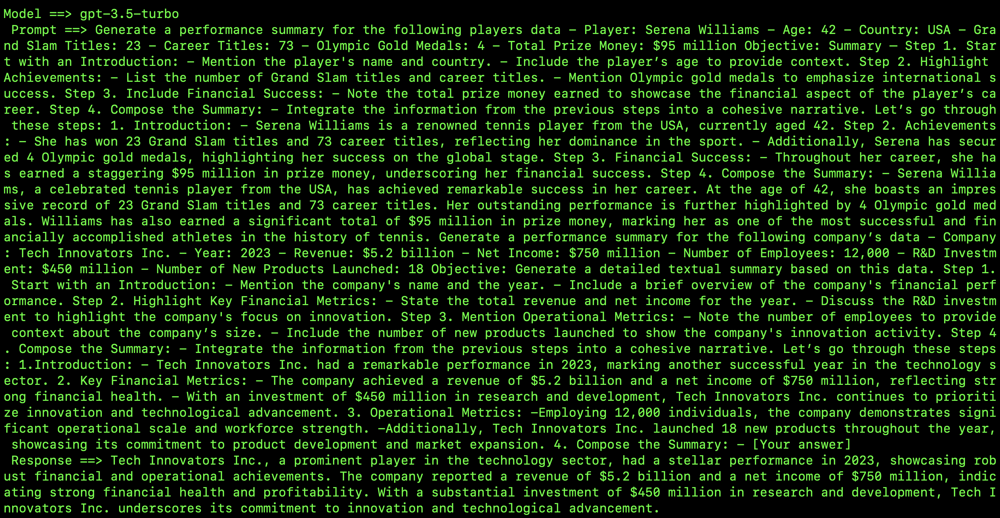 Model ==> gpt-3.5-turbo
 Prompt ==> Generate a performance summary for the following players data – Player: Serena Williams – Age: 42 – Country: USA – Gra
nd Slam Titles: 23 – Career Titles: 73 – Olympic Gold Medals: 4 – Total Prize Money: $95 million Objective: Summary – Step 1. Star
t with an Introduction: – Mention the player's name and country. – Include the player’s age to provide context. Step 2. Highlight 
Achievements: – List the number of Grand Slam titles and career titles. – Mention Olympic gold medals to emphasize international s
uccess. Step 3. Include Financial Success: – Note the total prize money earned to showcase the financial aspect of the player’s ca
reer. Step 4. Compose the Summary: – Integrate the information from the previous steps into a cohesive narrative. Let’s go through
 these steps: 1. Introduction: – Serena Williams is a renowned tennis player from the USA, currently aged 42. Step 2. Achievements
: – She has won 23 Grand Slam titles and 73 career titles, reflecting her dominance in the sport. – Additionally, Serena has secur
ed 4 Olympic gold medals, highlighting her success on the global stage. Step 3. Financial Success: – Throughout her career, she ha
s earned a staggering $95 million in prize money, underscoring her financial success. Step 4. Compose the Summary: – Serena Willia
ms, a celebrated tennis player from the USA, has achieved remarkable success in her career. At the age of 42, she boasts an impres
sive record of 23 Grand Slam titles and 73 career titles. Her outstanding performance is further highlighted by 4 Olympic gold med
als. Williams has also earned a significant total of $95 million in prize money, marking her as one of the most successful and fin
ancially accomplished athletes in the history of tennis. Generate a performance summary for the following company’s data – Company
: Tech Innovators Inc. – Year: 2023 – Revenue: $5.2 billion – Net Income: $750 million – Number of Employees: 12,000 – R&D Investm
ent: $450 million – Number of New Products Launched: 18 Objective: Generate a detailed textual summary based on this data. Step 1.
 Start with an Introduction: – Mention the company's name and the year. – Include a brief overview of the company's financial perf
ormance. Step 2. Highlight Key Financial Metrics: – State the total revenue and net income for the year. – Discuss the R&D investm
ent to highlight the company's focus on innovation. Step 3. Mention Operational Metrics: – Note the number of employees to provide
 context about the company’s size. – Include the number of new products launched to show the company's innovation activity. Step 4
. Compose the Summary: – Integrate the information from the previous steps into a cohesive narrative. Let’s go through these steps
: 1.Introduction: – Tech Innovators Inc. had a remarkable performance in 2023, marking another successful year in the technology s
ector. 2. Key Financial Metrics: – The company achieved a revenue of $5.2 billion and a net income of $750 million, reflecting str
ong financial health. – With an investment of $450 million in research and development, Tech Innovators Inc. continues to prioriti
ze innovation and technological advancement. 3. Operational Metrics: –Employing 12,000 individuals, the company demonstrates signi
ficant operational scale and workforce strength. –Additionally, Tech Innovators Inc. launched 18 new products throughout the year,
 showcasing its commitment to product development and market expansion. 4. Compose the Summary: – [Your answer]
 Response ==> Tech Innovators Inc., a prominent player in the technology sector, had a stellar performance in 2023, showcasing rob
ust financial and operational achievements. The company reported a revenue of $5.2 billion and a net income of $750 million, indic
ating strong financial health and profitability. With a substantial investment of $450 million in research and development, Tech I
nnovators Inc. underscores its commitment to innovation and technological advancement.